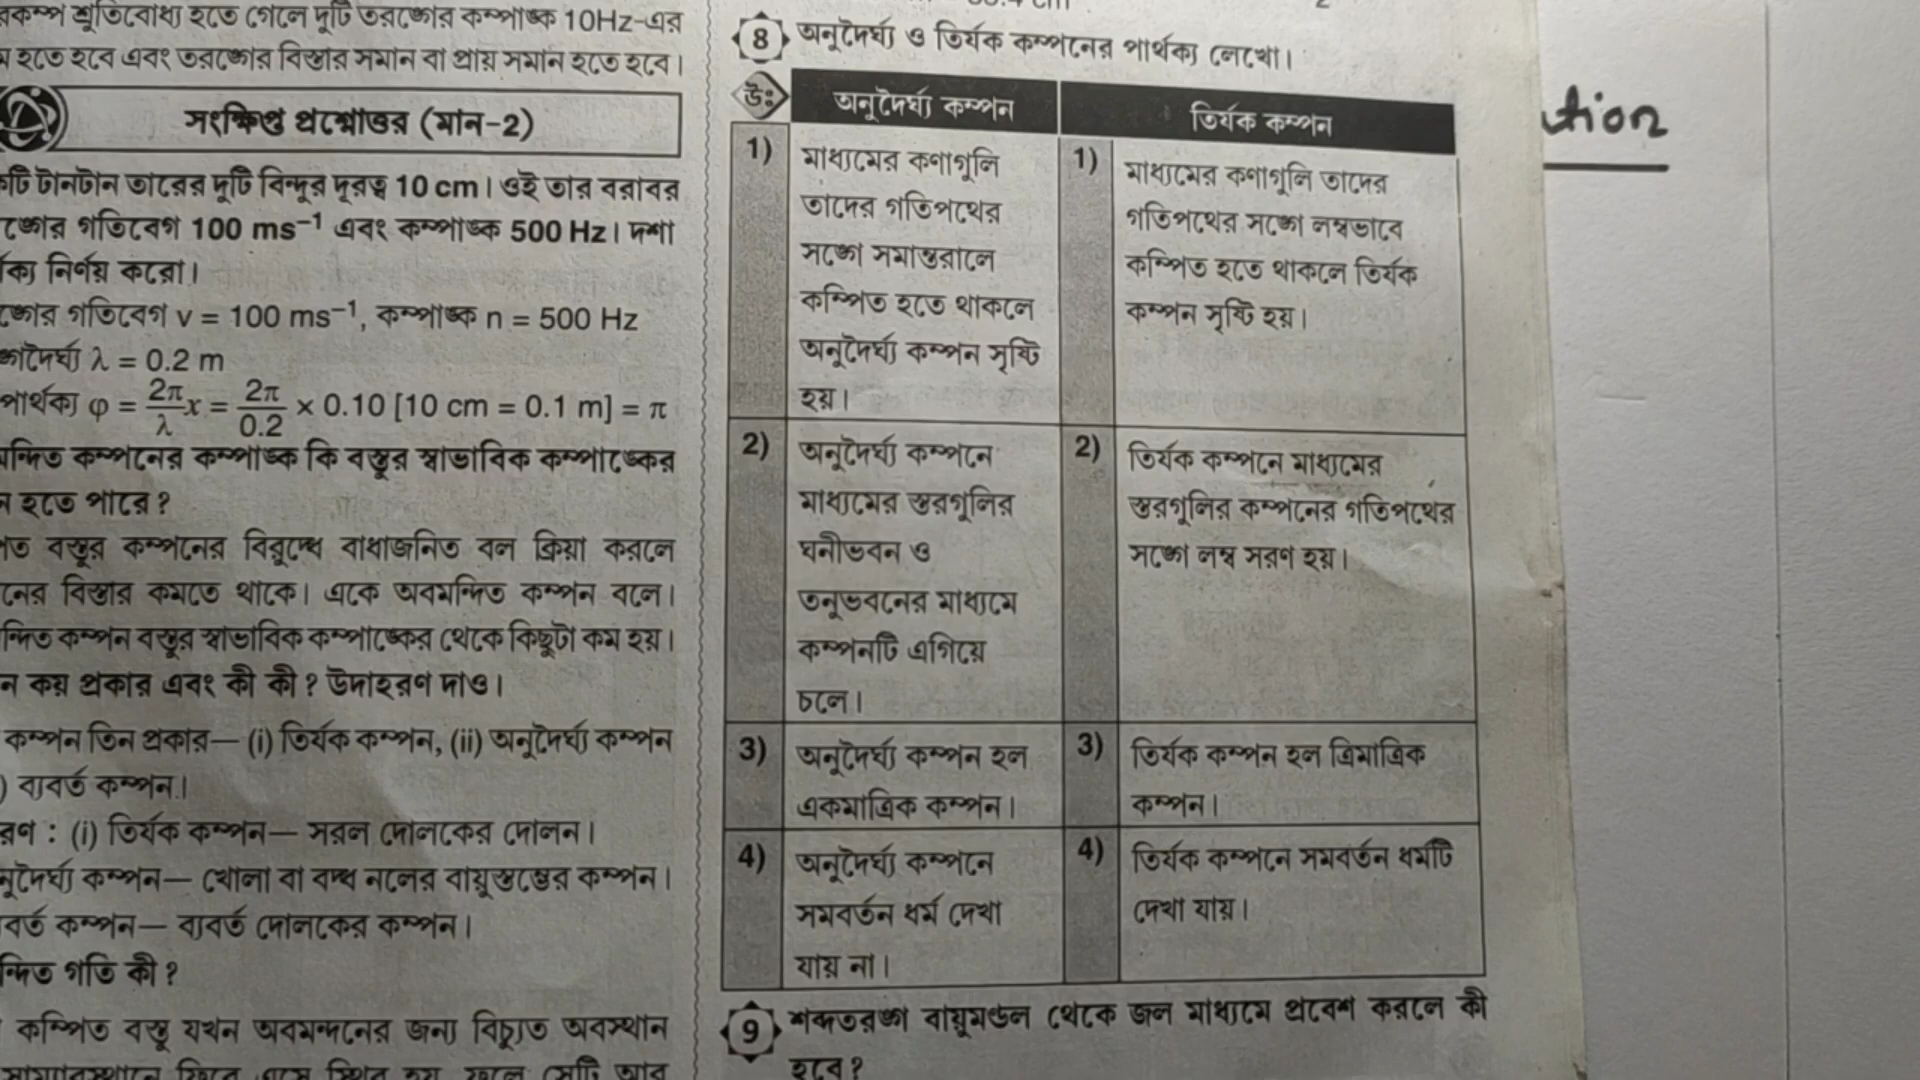 শ্রুতিবোধ্য হতে গেলে দুটি তরঙ্গের কম্পাঙ্ক 10Hz-এর
হতে হবে এবং তরঙ্গের বিস্তার সমান বা প্রায় সমান হতে হবে।
সংক্ষিপ্ত প্রশ্নোত্তর (মান-2)
টানটান তারের দুটি বিন্দুর দূরত্ব 10 cm। ওই তার বরাবর
গতিবেগ 100 ms⁻¹ এবং কম্পাঙ্ক 500 Hz। দশা
নির্ণয় করো।
গতিবেগ v = 100 ms⁻¹, কম্পাঙ্ক n = 500 Hz
λ = 0.2 m
পার্থক্য φ = 2π/λ x = 2π/0.2 × 0.10 [10 cm = 0.1 m] = π
কম্পনের কম্পাঙ্ক কি বস্তুর স্বাভাবিক কম্পাঙ্কের
হতে পারে?
বস্তুর কম্পনের বিরুদ্ধে বাধাজনিত বল ক্রিয়া করলে
বিস্তার কমতে থাকে। একে অবমন্দিত কম্পন বলে।
কম্পন বস্তুর স্বাভাবিক কম্পাঙ্কের থেকে কিছুটা কম হয়।
কয় প্রকার এবং কী কী? উদাহরণ দাও।
কম্পন তিন প্রকার— (i) তির্যক কম্পন, (ii) অনুদৈর্ঘ্য কম্পন
) ব্যবর্ত কম্পন।
: (i) তির্যক কম্পন— সরল দোলকের দোলন।
কম্পন— খোলা বা বদ্ধ নলের বায়ুস্তম্ভের কম্পন।
কম্পন— ব্যবর্ত দোলকের কম্পন।
গতি কী?
কম্পিত বস্তু যখন অবমন্দনের জন্য বিচ্যুত অবস্থান
8 অনুদৈর্ঘ্য ও তির্যক কম্পনের পার্থক্য লেখো।
উঃ অনুদৈর্ঘ্য কম্পন
তির্যক কম্পন
1) মাধ্যমের কণাগুলি
তাদের গতিপথের
সঙ্গে সমান্তরালে
কম্পিত হতে থাকলে
অনুদৈর্ঘ্য কম্পন সৃষ্টি
হয়।
1) মাধ্যমের কণাগুলি তাদের
গতিপথের সঙ্গে লম্বভাবে
কম্পিত হতে থাকলে তির্যক
কম্পন সৃষ্টি হয়।
2) অনুদৈর্ঘ্য কম্পনে
মাধ্যমের স্তরগুলির
ঘনীভবন ও
তনুভবনের মাধ্যমে
কম্পনটি এগিয়ে
চলে।
2) তির্যক কম্পনে মাধ্যমের
স্তরগুলির কম্পনের গতিপথের
সঙ্গে লম্ব সরণ হয়।
3) অনুদৈর্ঘ্য কম্পন হল
একমাত্রিক কম্পন।
3) তির্যক কম্পন হল ত্রিমাত্রিক
কম্পন।
4) অনুদৈর্ঘ্য কম্পনে
সমবর্তন ধর্ম দেখা
যায় না।
4) তির্যক কম্পনে সমবর্তন ধর্মটি
দেখা যায়।
9 শব্দতরঙ্গ বায়ুমণ্ডল থেকে জল মাধ্যমে প্রবেশ করলে কী
হবে?
tion